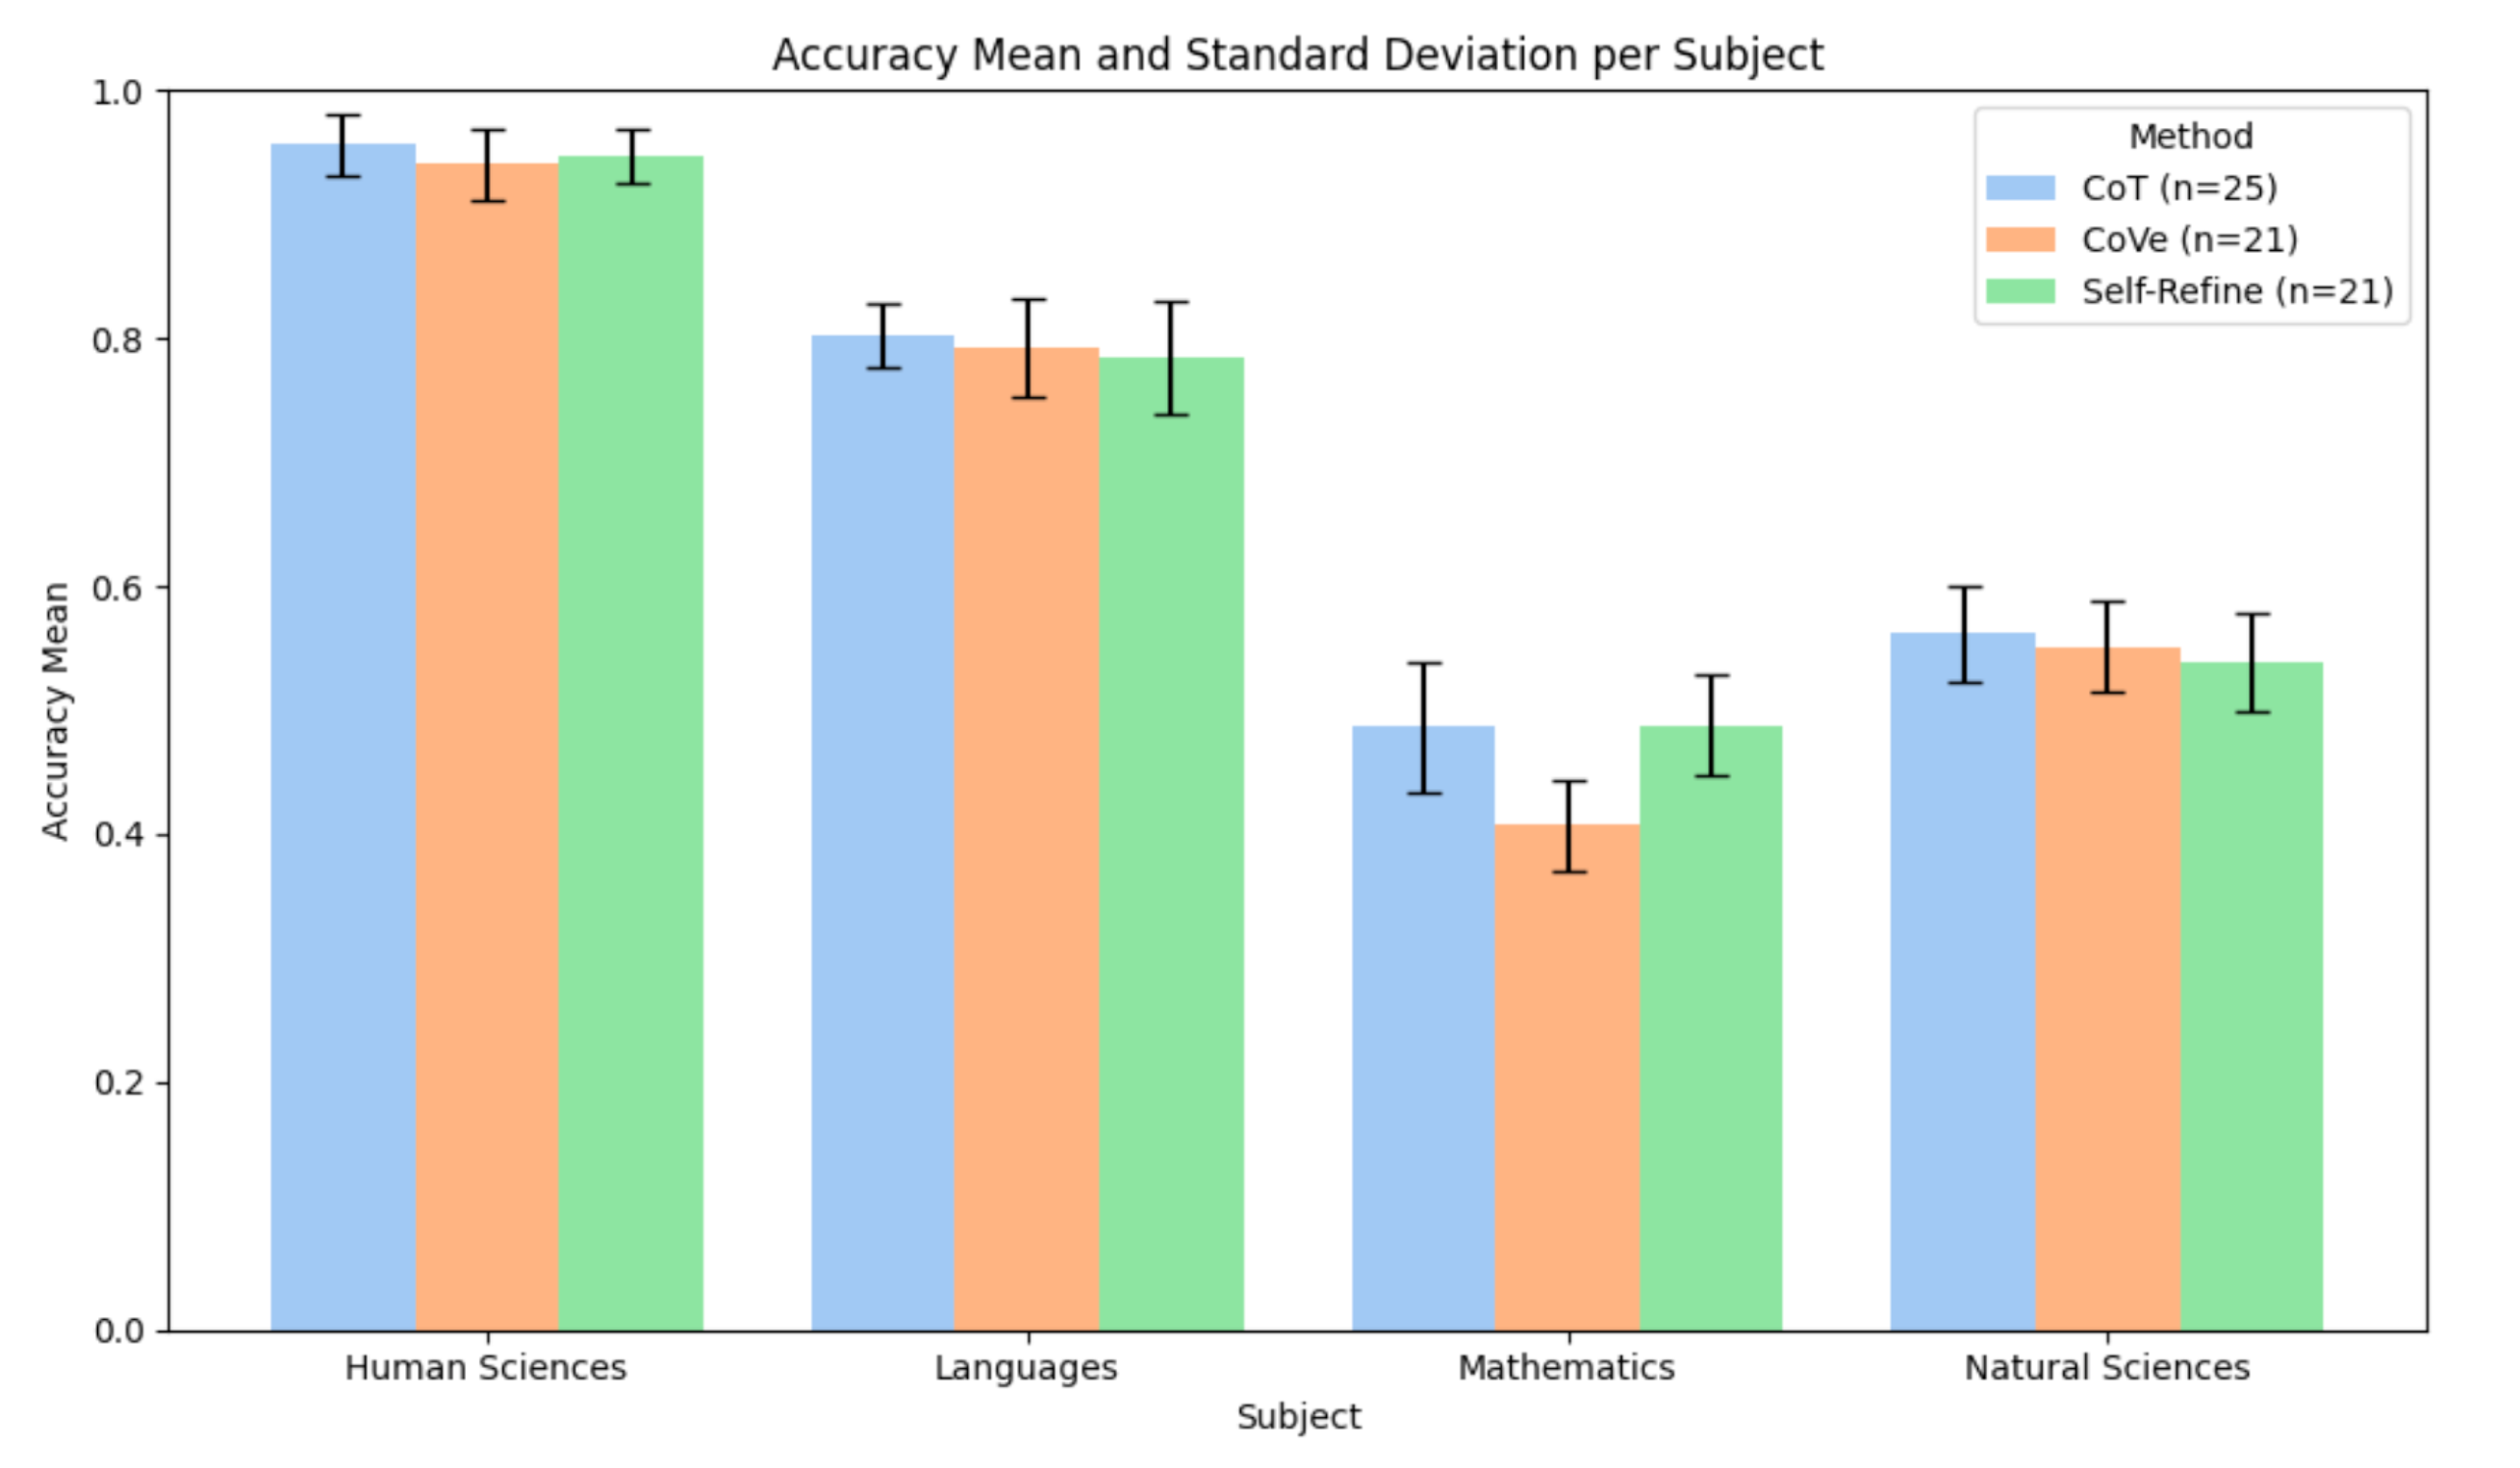 Accuracy Mean and Standard Deviation per Subject
Method
CoT (n=25)
CoVe (n=21)
Self-Refine (n=21)
Accuracy Mean
1.0
0.8
0.6
0.4
0.2
0.0
Human Sciences
Languages
Mathematics
Natural Sciences
Subject